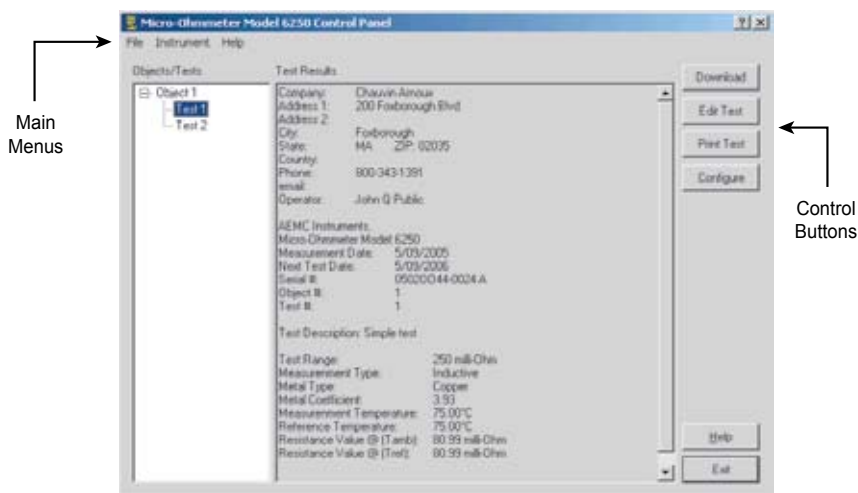 Micro-Ohmmeter Model 6250 Control Panel
File Instrument Help
Main
Menus
Objects/Tests
Object 1
Test 1
Test 2
Test Results
Company: Chauvin Arnoux
Address 1: 200 Foxborough Blvd
Address 2:
City: Foxborough
State: MA ZIP: 02035
Country:
Phone: 800-343-1391
email:
Operator: John Q Public
AEMC Instruments
Micro-Ohmmeter Model 6250
Measurement Date: 5/09/2005
Next Test Date: 5/09/2006
Serial #: 05020O44-0024 A
Object #: 1
Test #: 1
Test Description: Simple test
Test Range: 250 milli-Ohm
Measurement Type: Inductive
Metal Type: Copper
Metal Coefficient: 3.93
Measurement Temperature: 75.00°C
Reference Temperature: 75.00°C
Resistance Value @ (Tamb): 80.99 milli-Ohm
Resistance Value @ (Tref): 80.99 milli-Ohm
Download
Edit Test
Print Test
Configure
Help
Exit
Control
Buttons